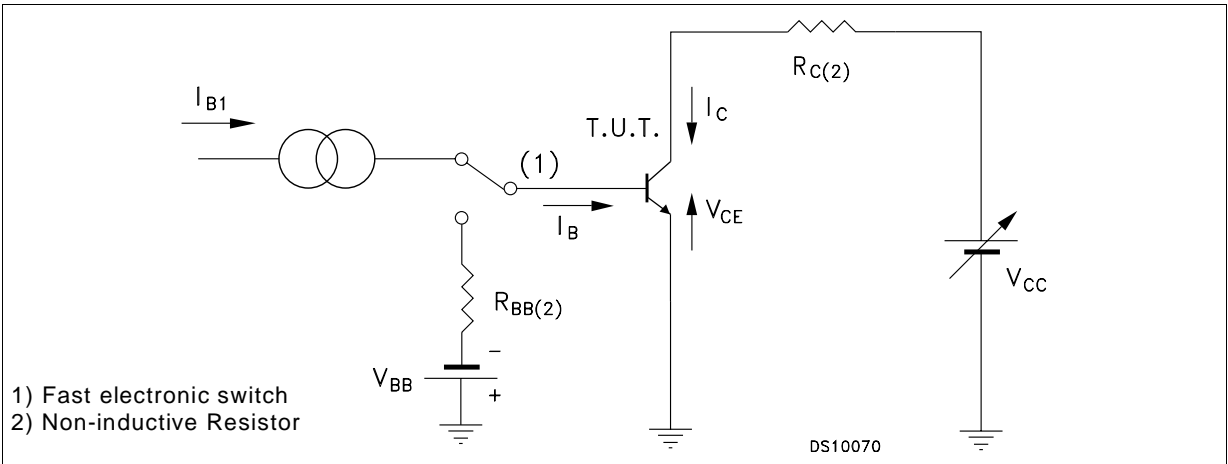 I_B1
R_C(2)
T.U.T.
I_C
(1)
V_CE
I_B
V_CC
R_BB(2)
−
V_BB
+
1) Fast electronic switch
2) Non-inductive Resistor
DS10070